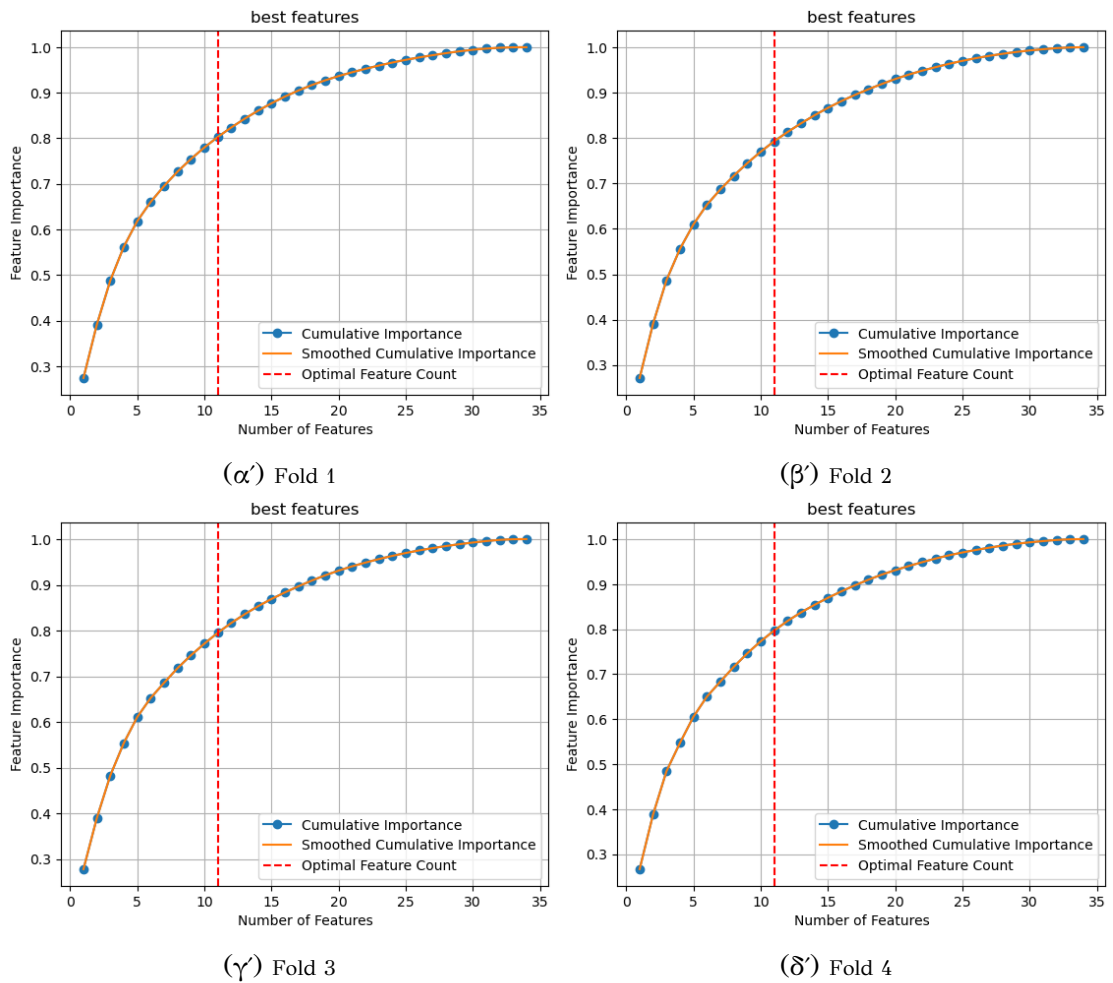 best features
Feature Importance
1.0
0.9
0.8
0.7
0.6
0.5
0.4
0.3
Cumulative Importance
Smoothed Cumulative Importance
Optimal Feature Count
0 5 10 15 20 25 30 35
Number of Features
(α΄) Fold 1
best features
Feature Importance
1.0
0.9
0.8
0.7
0.6
0.5
0.4
0.3
Cumulative Importance
Smoothed Cumulative Importance
Optimal Feature Count
0 5 10 15 20 25 30 35
Number of Features
(β΄) Fold 2
best features
Feature Importance
1.0
0.9
0.8
0.7
0.6
0.5
0.4
0.3
Cumulative Importance
Smoothed Cumulative Importance
Optimal Feature Count
0 5 10 15 20 25 30 35
Number of Features
(γ΄) Fold 3
best features
Feature Importance
1.0
0.9
0.8
0.7
0.6
0.5
0.4
0.3
Cumulative Importance
Smoothed Cumulative Importance
Optimal Feature Count
0 5 10 15 20 25 30 35
Number of Features
(δ΄) Fold 4